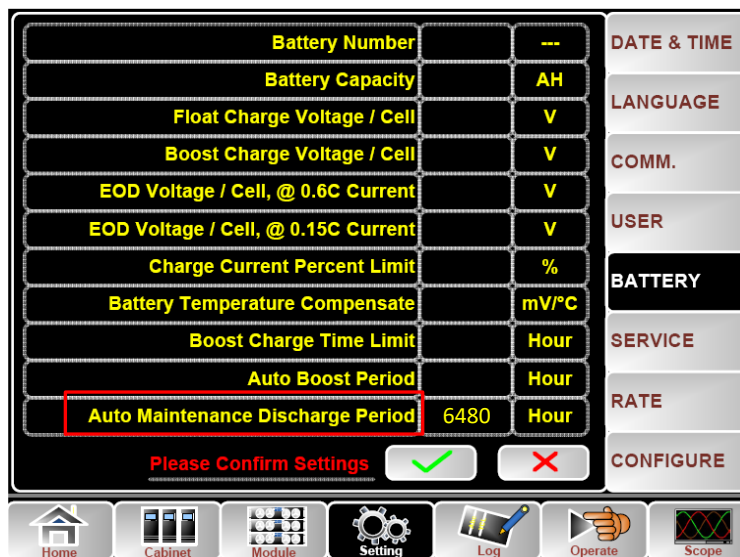 Battery Number --- 
Battery Capacity AH
Float Charge Voltage / Cell V
Boost Charge Voltage / Cell V
EOD Voltage / Cell, @ 0.6C Current V
EOD Voltage / Cell, @ 0.15C Current V
Charge Current Percent Limit %
Battery Temperature Compensate mV/°C
Boost Charge Time Limit Hour
Auto Boost Period Hour
Auto Maintenance Discharge Period 6480 Hour
Please Confirm Settings
DATE & TIME
LANGUAGE
COMM.
USER
BATTERY
SERVICE
RATE
CONFIGURE
Home Cabinet Module Setting Log Operate Scope